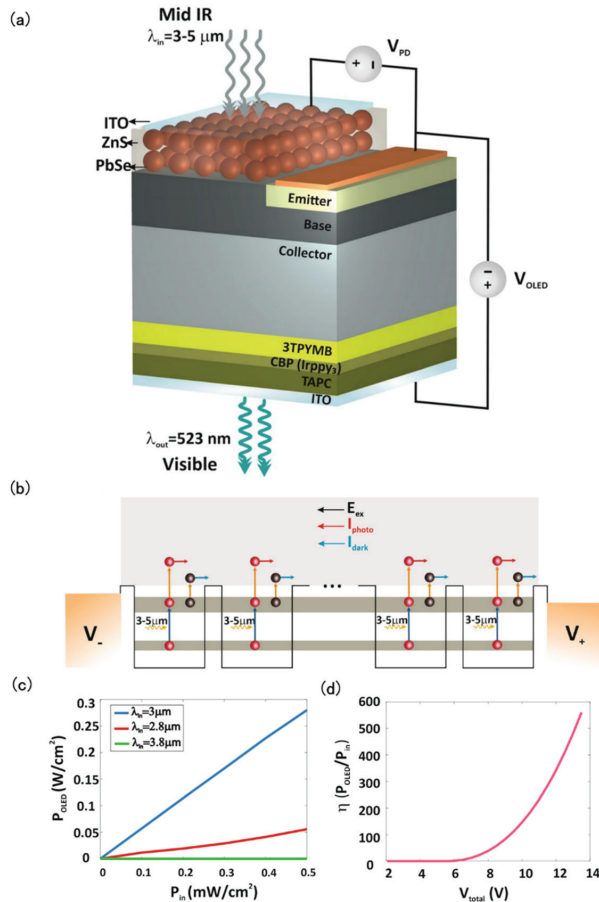 (a)
Mid IR
λin=3-5 μm
VPD
+ –
ITO
ZnS
PbSe
Emitter
Base
Collector
–
+
VOLED
3TPYMB
CBP (Irppy3)
TAPC
ITO
λout=523 nm
Visible
(b)
Eex
Iphoto
Idark
•••
3-5μm 3-5μm 3-5μm 3-5μm
V- V+
(c)
0.3
0.25
0.2
0.15
0.1
0.05
0
λin=3μm
λin=2.8μm
λin=3.8μm
POLED (W/cm²)
0.1 0.2 0.3 0.4 0.5
Pin(mW/cm²)
(d)
600
500
400
300
200
100
0
η (POLED/Pin)
2 4 6 8 10 12 14
Vtotal (V)